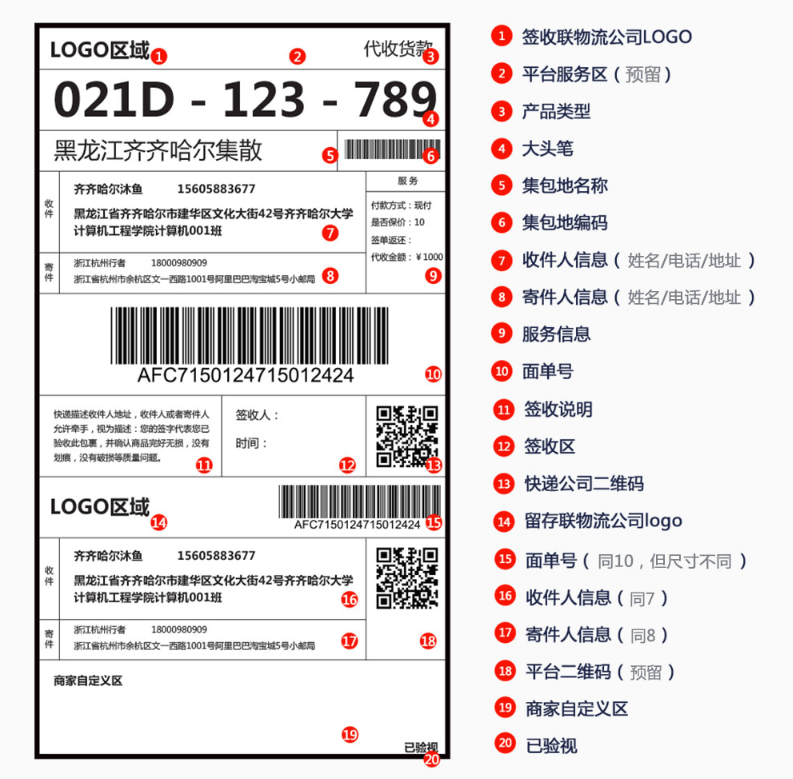 LOGO区域 1
2
代收货款 3
021D - 123 - 789
4
黑龙江齐齐哈尔集散 5
6
收件
齐齐哈尔沐鱼 15605883677
黑龙江省齐齐哈尔市建华区文化大街42号齐齐哈尔大学
计算机工程学院计算机001班 7
服 务
付款方式：现付
是否保价：10
签单返还：
代收金额：￥1000
9
寄件
浙江杭州行者 18000980909
浙江省杭州市余杭区文一西路1001号阿里巴巴淘宝城5号小邮局 8
AFC7150124715012424 10
快递描述收件人地址，收件人或者寄件人
允许牵手，视为描述：您的签字代表您已
验收此包裹，并确认商品完好无损，没有
划痕，没有破损等质量问题。 11
签收人：
时间：
12
13
LOGO区域 14
AFC7150124715012424 15
收件
齐齐哈尔沐鱼 15605883677
黑龙江省齐齐哈尔市建华区文化大街42号齐齐哈尔大学
计算机工程学院计算机001班 16
寄件
浙江杭州行者 18000980909
浙江省杭州市余杭区文一西路1001号阿里巴巴淘宝城5号小邮局 17
18
商家自定义区
19
已验视
20
1 签收联物流公司LOGO
2 平台服务区（预留）
3 产品类型
4 大头笔
5 集包地名称
6 集包地编码
7 收件人信息（姓名/电话/地址）
8 寄件人信息（姓名/电话/地址）
9 服务信息
10 面单号
11 签收说明
12 签收区
13 快递公司二维码
14 留存联物流公司logo
15 面单号（同10，但尺寸不同）
16 收件人信息（同7）
17 寄件人信息（同8）
18 平台二维码（预留）
19 商家自定义区
20 已验视